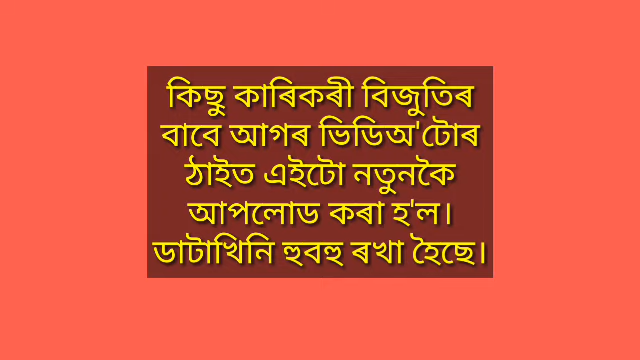 কিছু কাৰিকৰী বিজুতিৰ
বাবে আগৰ ভিডিঅ'টোৰ
ঠাইত এইটো নতুনকৈ
আপলোড কৰা হ'ল।
ডাটাখিনি হুবহু ৰখা হৈছে।